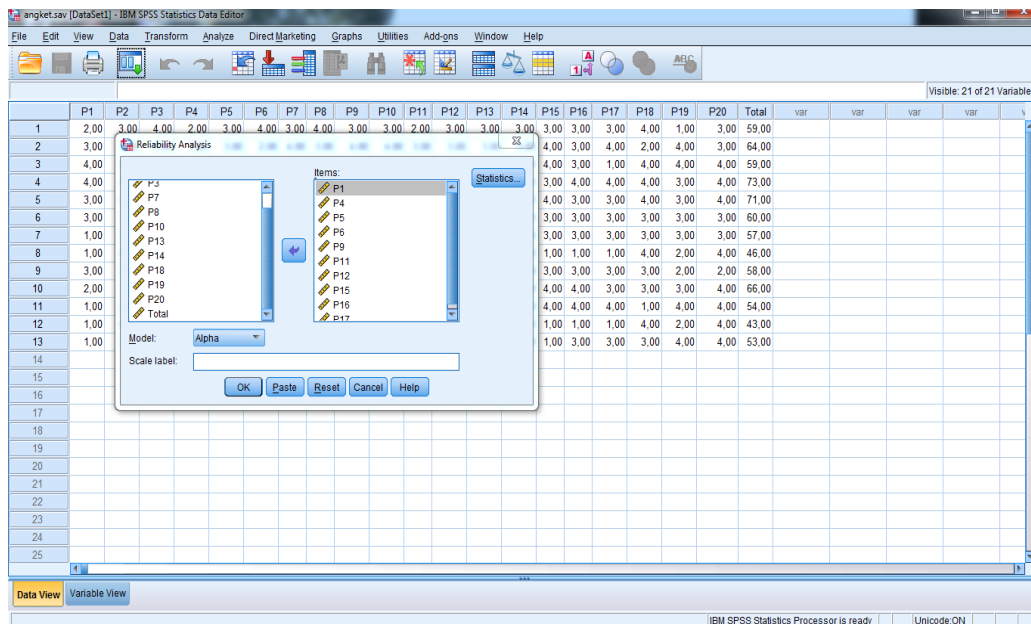 angket.sav [DataSet1] - IBM SPSS Statistics Data Editor
File Edit View Data Transform Analyze Direct Marketing Graphs Utilities Add-ons Window Help
Visible: 21 of 21 Variable
P1 P2 P3 P4 P5 P6 P7 P8 P9 P10 P11 P12 P13 P14 P15 P16 P17 P18 P19 P20 Total var var var var
1 2,00 3,00 4,00 2,00 3,00 4,00 3,00 4,00 3,00 3,00 2,00 3,00 3,00 3,00 3,00 3,00 3,00 4,00 1,00 3,00 59,00
2 3,00 4,00 3,00 4,00 2,00 4,00 3,00 64,00
3 4,00 4,00 3,00 1,00 4,00 4,00 4,00 59,00
4 4,00 3,00 4,00 4,00 4,00 3,00 4,00 73,00
5 3,00 4,00 3,00 3,00 3,00 4,00 4,00 71,00
6 3,00 3,00 3,00 3,00 3,00 3,00 3,00 60,00
7 1,00 3,00 3,00 3,00 3,00 3,00 3,00 57,00
8 1,00 1,00 1,00 1,00 4,00 2,00 4,00 46,00
9 3,00 3,00 3,00 3,00 3,00 2,00 2,00 58,00
10 2,00 4,00 4,00 3,00 3,00 4,00 4,00 66,00
11 1,00 4,00 4,00 4,00 1,00 4,00 4,00 54,00
12 1,00 1,00 1,00 1,00 4,00 2,00 4,00 43,00
13 1,00 1,00 3,00 3,00 3,00 4,00 4,00 53,00
14
15
16
17
18
19
20
21
22
23
24
25
Reliability Analysis
P3
P7
P8
P10
P13
P14
P18
P19
P20
Total
Items:
P1
P4
P5
P6
P9
P11
P12
P15
P16
P17
Statistics...
Model: Alpha
Scale label:
OK Paste Reset Cancel Help
Data View Variable View
IBM SPSS Statistics Processor is ready Unicode:ON